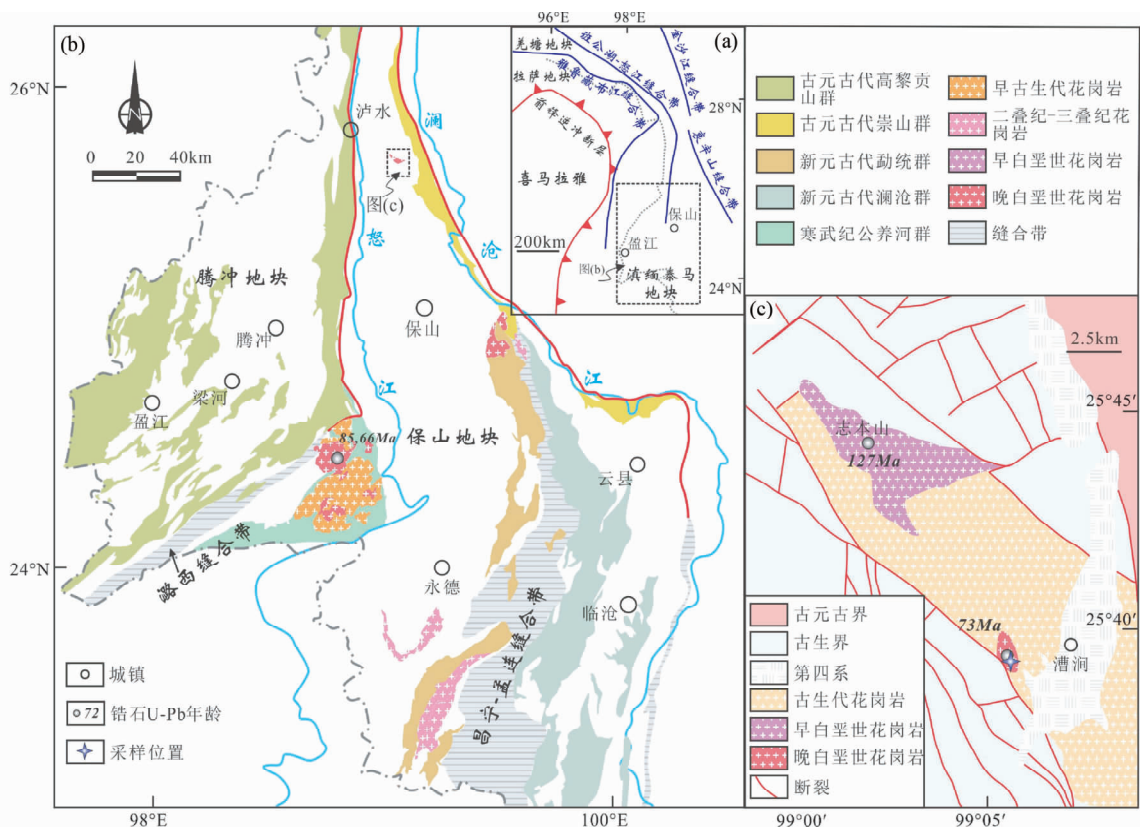 (b)
26°N
0 20 40km
泸水
澜
图(c)
怒
沧
腾冲地块
保山
腾冲
江
江
梁河
盈江
85.66Ma
保山地块
云县
潞西缝合带
24°N
永德
临沧
昌宁-孟连缝合带
城镇
72 锆石U-Pb年龄
采样位置
98°E
100°E
96°E
98°E
(a)
羌塘地块
班公湖-怒江缝合带
金沙江缝合带
拉萨地块
雅鲁藏布江缝合带
28°N
前锋逆冲断层
哀牢山缝合带
喜马拉雅
保山
200km
盈江
图(b)
滇缅泰马
地块
24°N
古元古代高黎贡
山群
古元古代崇山群
新元古代勐统群
新元古代澜沧群
寒武纪公养河群
早古生代花岗岩
二叠纪-三叠纪花
岗岩
早白垩世花岗岩
晚白垩世花岗岩
缝合带
(c)
2.5km
25°45′
志本山
127Ma
25°40′
73Ma
漕涧
古元古界
古生界
第四系
古生代花岗岩
早白垩世花岗岩
晚白垩世花岗岩
断裂
99°00′
99°05′